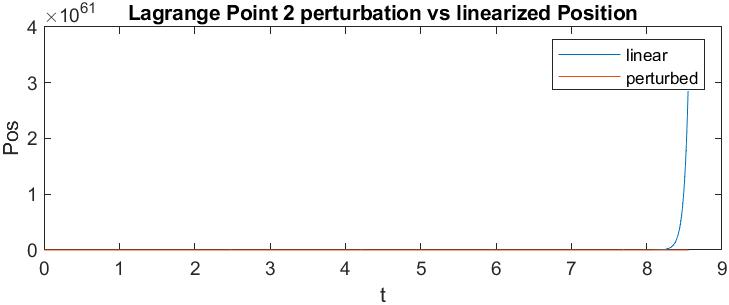 Lagrange Point 2 perturbation vs linearized Position
×10^61
4
3
2
1
0
Pos
linear
perturbed
0 1 2 3 4 5 6 7 8 9
t